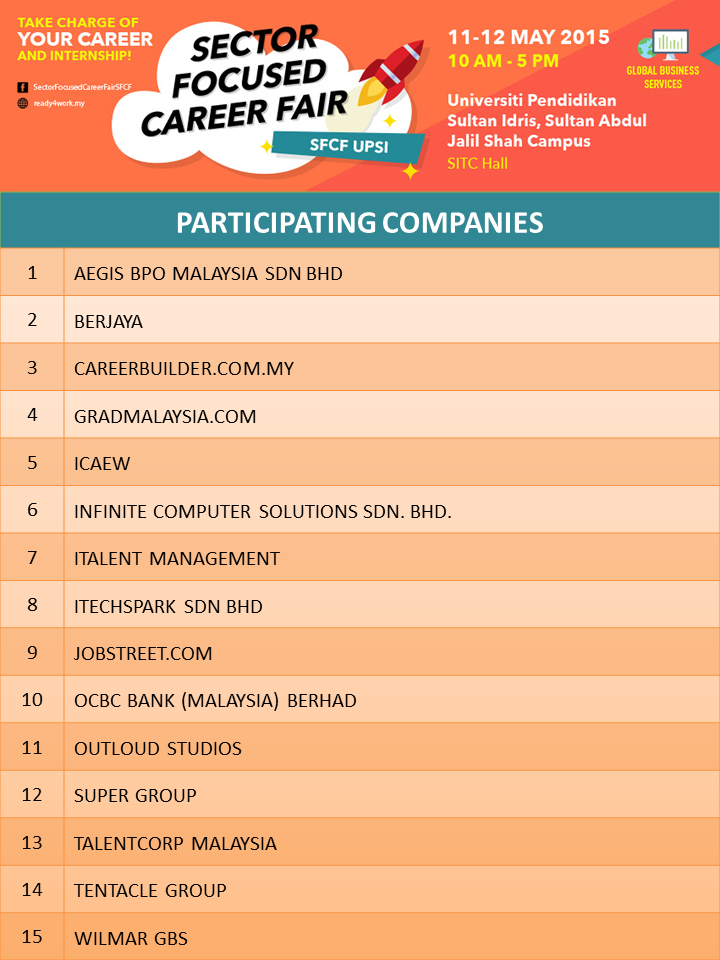 TAKE CHARGE OF
YOUR CAREER
AND INTERNSHIP!
SectorFocusedCareerFairSFCF
ready4work.my
SECTOR
FOCUSED
CAREER FAIR
SFCF UPSI
11-12 MAY 2015
10 AM - 5 PM
Universiti Pendidikan
Sultan Idris, Sultan Abdul
Jalil Shah Campus
SITC Hall
GLOBAL BUSINESS
SERVICES
PARTICIPATING COMPANIES
1 AEGIS BPO MALAYSIA SDN BHD
2 BERJAYA
3 CAREERBUILDER.COM.MY
4 GRADMALAYSIA.COM
5 ICAEW
6 INFINITE COMPUTER SOLUTIONS SDN. BHD.
7 ITALENT MANAGEMENT
8 ITECHSPARK SDN BHD
9 JOBSTREET.COM
10 OCBC BANK (MALAYSIA) BERHAD
11 OUTLOUD STUDIOS
12 SUPER GROUP
13 TALENTCORP MALAYSIA
14 TENTACLE GROUP
15 WILMAR GBS